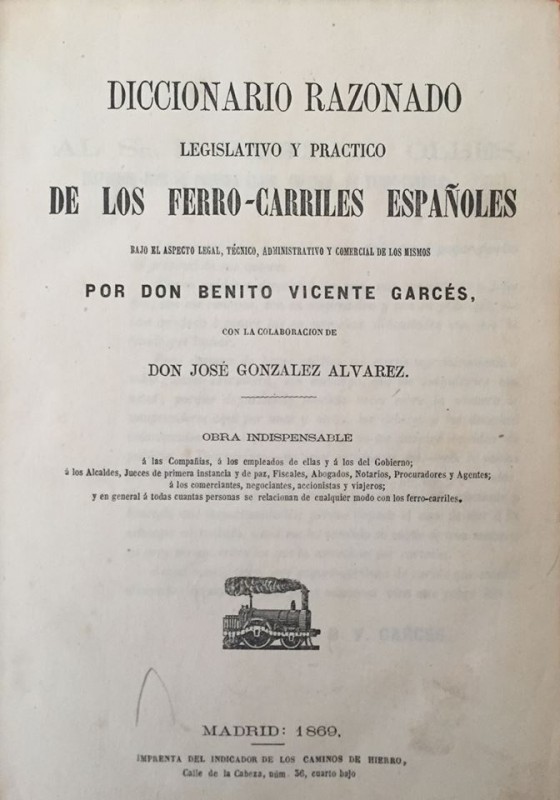 DICCIONARIO RAZONADO
LEGISLATIVO Y PRACTICO
DE LOS FERRO-CARRILES ESPAÑOLES
BAJO EL ASPECTO LEGAL, TÉCNICO, ADMINISTRATIVO Y COMERCIAL DE LOS MISMOS
POR DON BENITO VICENTE GARCÉS,
CON LA COLABORACION DE
DON JOSÉ GONZALEZ ALVAREZ.
OBRA INDISPENSABLE
á las Compañías, á los empleados de ellas y á los del Gobierno;
á los Alcaldes, Jueces de primera instancia y de paz, Fiscales, Abogados, Notarios, Procuradores y Agentes;
á los comerciantes, negociantes, accionistas y viajeros;
y en general á todas cuantas personas se relacionan de cualquier modo con los ferro-carriles.
MADRID: 1869.
IMPRENTA DEL INDICADOR DE LOS CAMINOS DE HIERRO,
Calle de la Cabeza, núm. 36, cuarto bajo